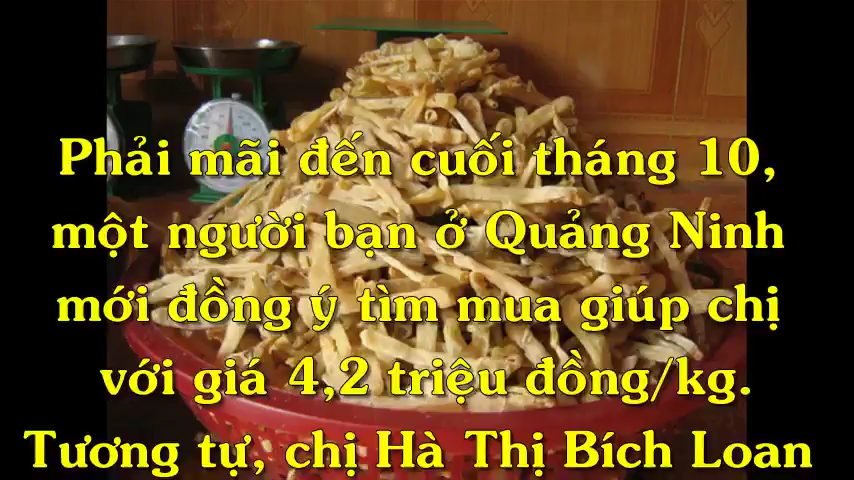 Phải mãi đến cuối tháng 10,
một người bạn ở Quảng Ninh
mới đồng ý tìm mua giúp chị
với giá 4,2 triệu đồng/kg.
Tương tự, chị Hà Thị Bích Loan